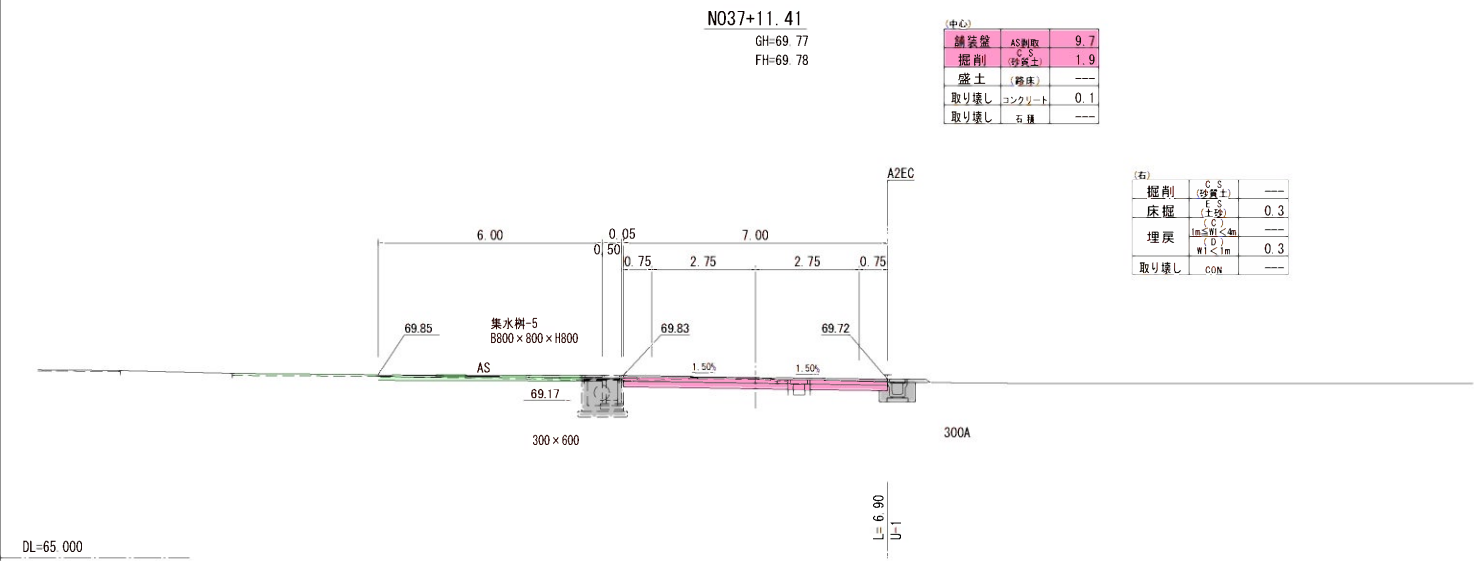 NO37+11.41
GH=69.77
FH=69.78
(中心)
舗装盤 AS剥取 9.7
掘削 CS (砂質土) 1.9
盛土 (路床) ---
取り壊し コンクリート 0.1
取り壊し 石積 ---
(右)
掘削 CS (砂質土) ---
床掘 ES (土砂) 0.3
埋戻 (C) 1m≦W1<4m ---
(D) W1<1m 0.3
取り壊し CON ---
A2EC
6.00 0.05 7.00
0.50
0.75 2.75 2.75 0.75
69.85
集水桝-5
B800×800×H800
69.83
69.72
AS
1.50%
1.50%
69.17
300×600
300A
L= 6.90
U-1
DL=65.000